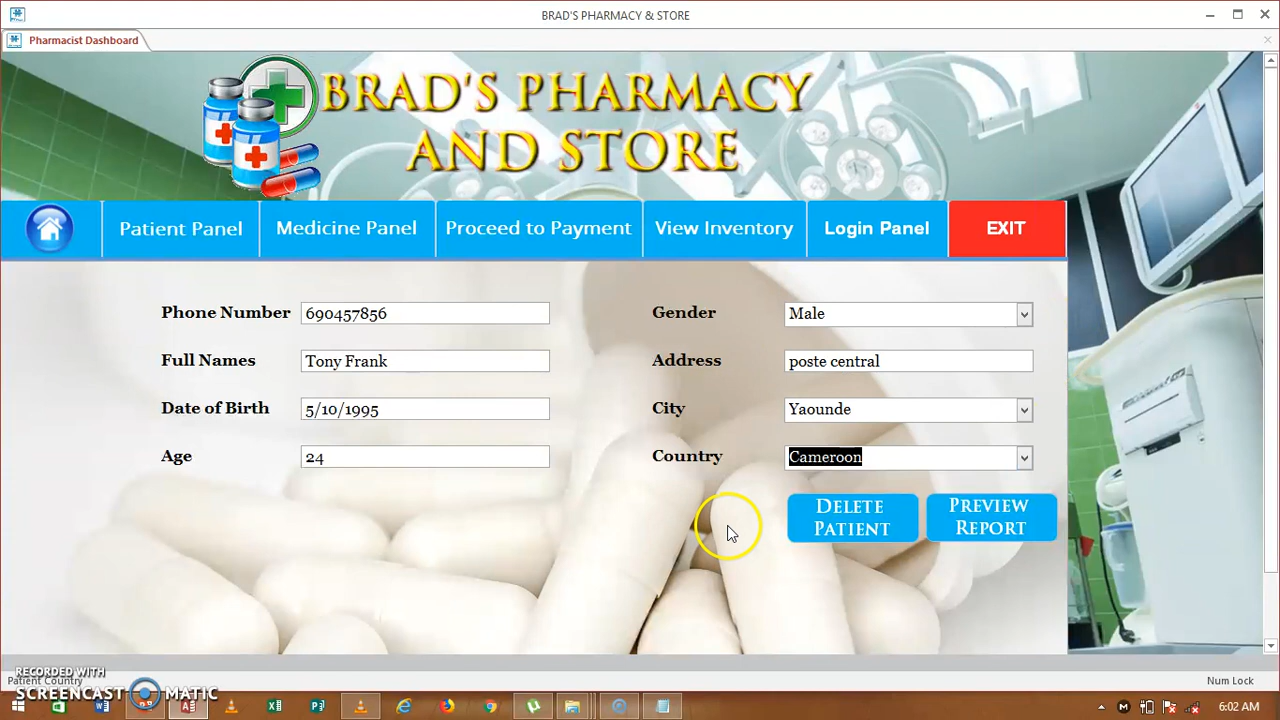 BRAD'S PHARMACY & STORE
Pharmacist Dashboard
BRAD'S PHARMACY
AND STORE
Patient Panel
Medicine Panel
Proceed to Payment
View Inventory
Login Panel
EXIT
Phone Number
690457856
Gender
Male
Full Names
Tony Frank
Address
poste central
Date of Birth
5/10/1995
City
Yaounde
Age
24
Country
Cameroon
DELETE
PATIENT
PREVIEW
REPORT
RECORDED WITH
SCREENCAST MATIC
Patient Country
Num Lock
6:02 AM